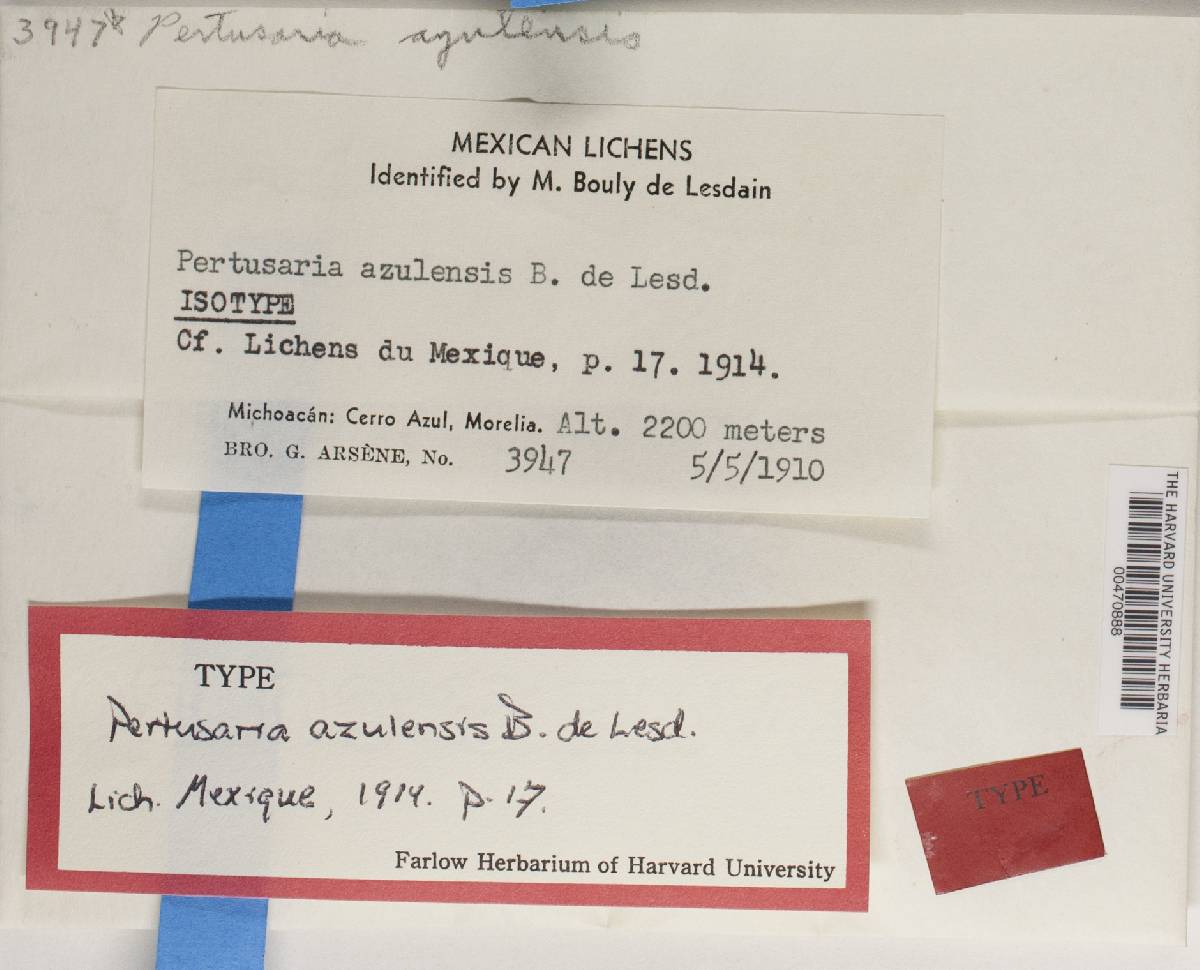 3947 Pertusaria azulensis
MEXICAN LICHENS
Identified by M. Bouly de Lesdain
Pertusaria azulensis B. de Lesd.
ISOTYPE
Cf. Lichens du Mexique, p. 17. 1914.
Michoacán: Cerro Azul, Morelia. Alt. 2200 meters
BRO. G. ARSÈNE, No. 3947 5/5/1910
THE HARVARD UNIVERSITY HERBARIA
00470888
TYPE
Pertusaria azulensis B. de Lesd.
Lich. Mexique, 1914. p. 17.
Farlow Herbarium of Harvard University
TYPE